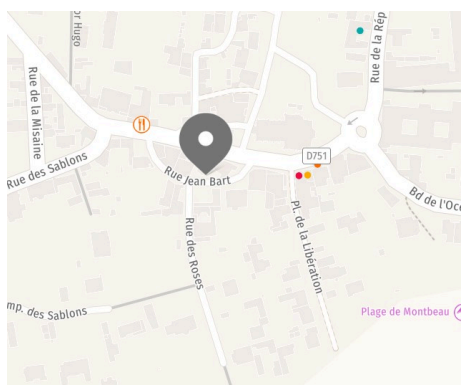 or Hugo
Rue de la Rép
Rue de la Misaine
D751
Rue des Sablons
Rue Jean Bart
Bd de l'Oc
Rue des Roses
Pl. de la Libération
mp. des Sablons
Plage de Montbeau